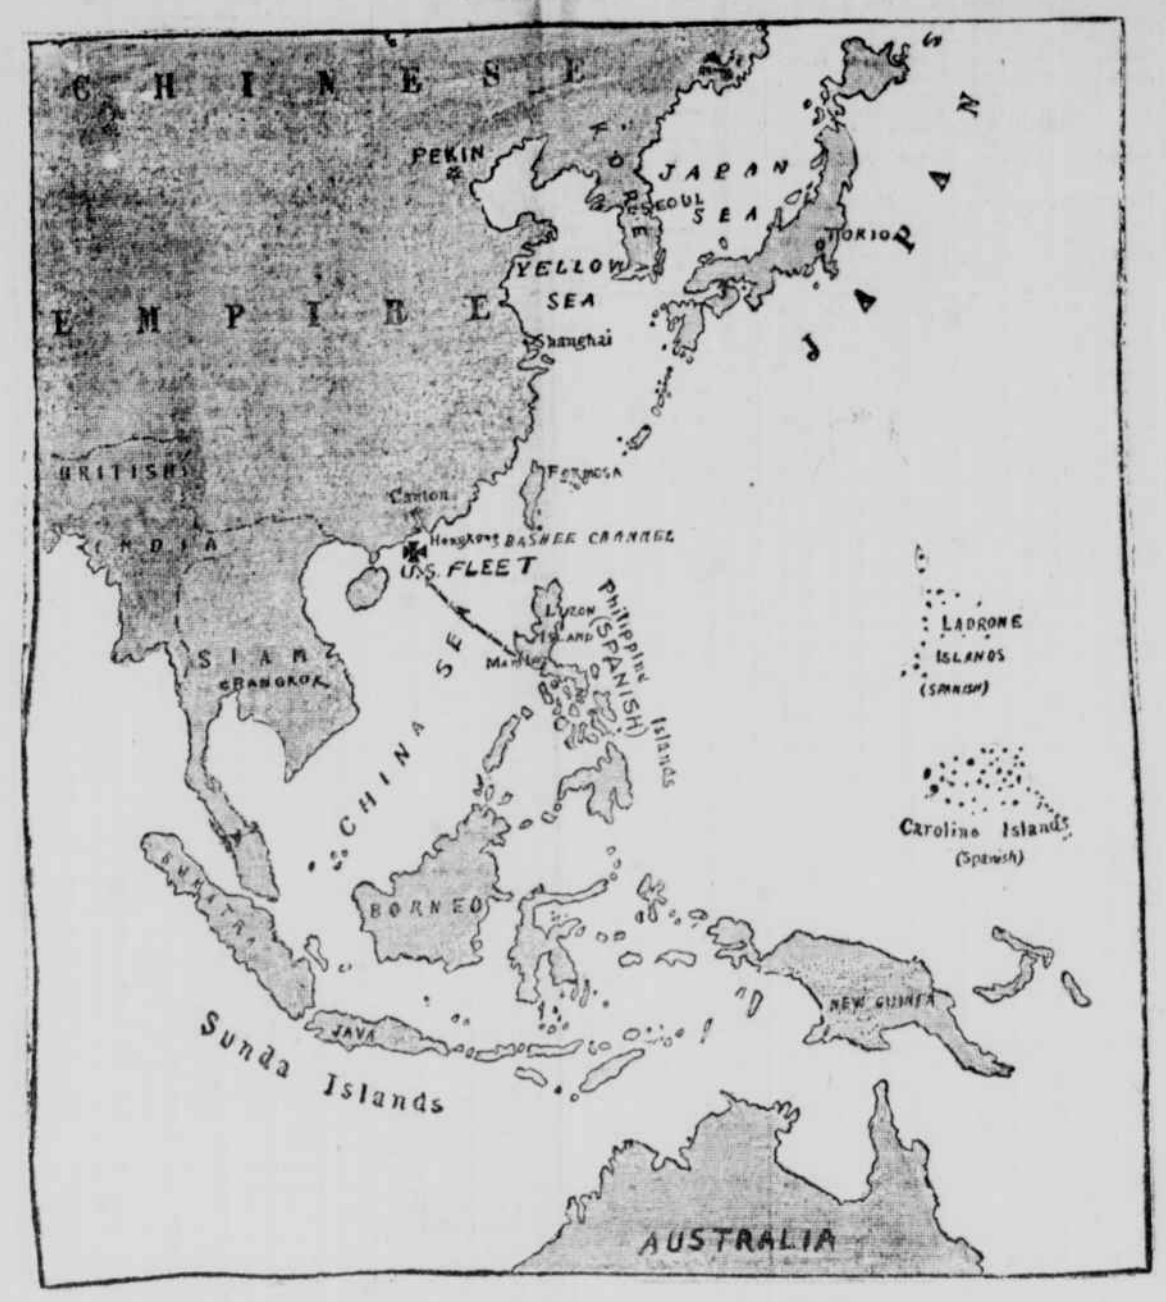 CHINESE
EMPIRE
PEKIN
KOREE
SEOUL
JAPAN
SEA
JAPAN
TOKIO
YELLOW
SEA
Shanghai
BRITISH
INDIA
FORMOSA
Canton
Hongkong
BASHEE CHANNEL
U.S. FLEET
LUZON
ISLAND
Philippine Islands
(SPANISH)
LADRONE
ISLANDS
(SPANISH)
SIAM
BANGKOK
CHINA SEA
Caroline Islands
(Spanish)
SUMATRA
BORNEO
JAVA
NEW GUINEA
Sunda Islands
AUSTRALIA